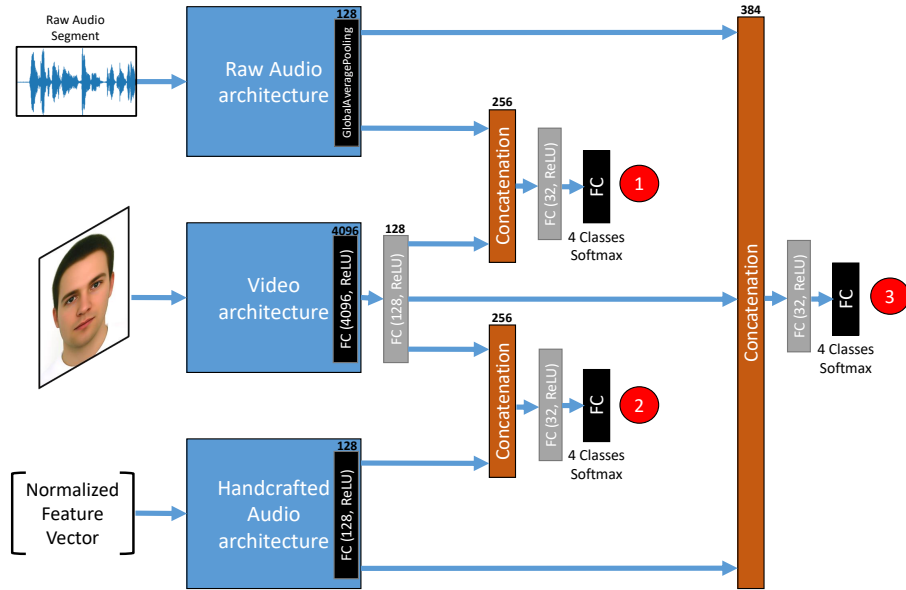 Raw Audio
Segment
Raw Audio
architecture
128
GlobalAveragePooling
384
256
Concatenation
FC (32, ReLU)
FC
1
4 Classes
Softmax
Video
architecture
4096
FC (4096, ReLU)
128
FC (128, ReLU)
Concatenation
FC (32, ReLU)
FC
3
4 Classes
Softmax
256
Concatenation
FC (32, ReLU)
FC
2
4 Classes
Softmax
Normalized
Feature
Vector
Handcrafted
Audio
architecture
128
FC (128, ReLU)